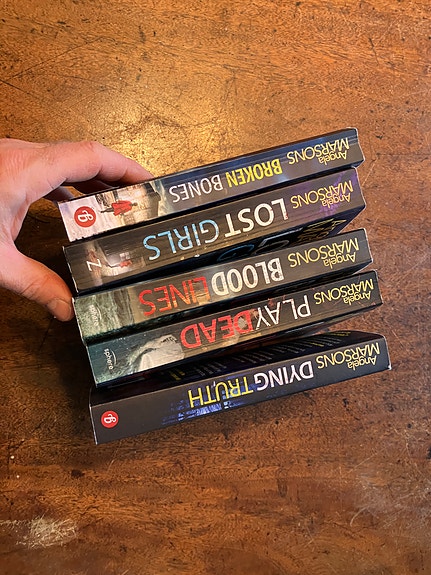 Angela
MARSONS
BROKEN BONES
b
Angela
MARSONS
LOST GIRLS
Z
Angela
MARSONS
BLOOD LINES
Angela
MARSONS
PLAY DEAD
sphere
Angela
MARSONS
DYING TRUTH
b